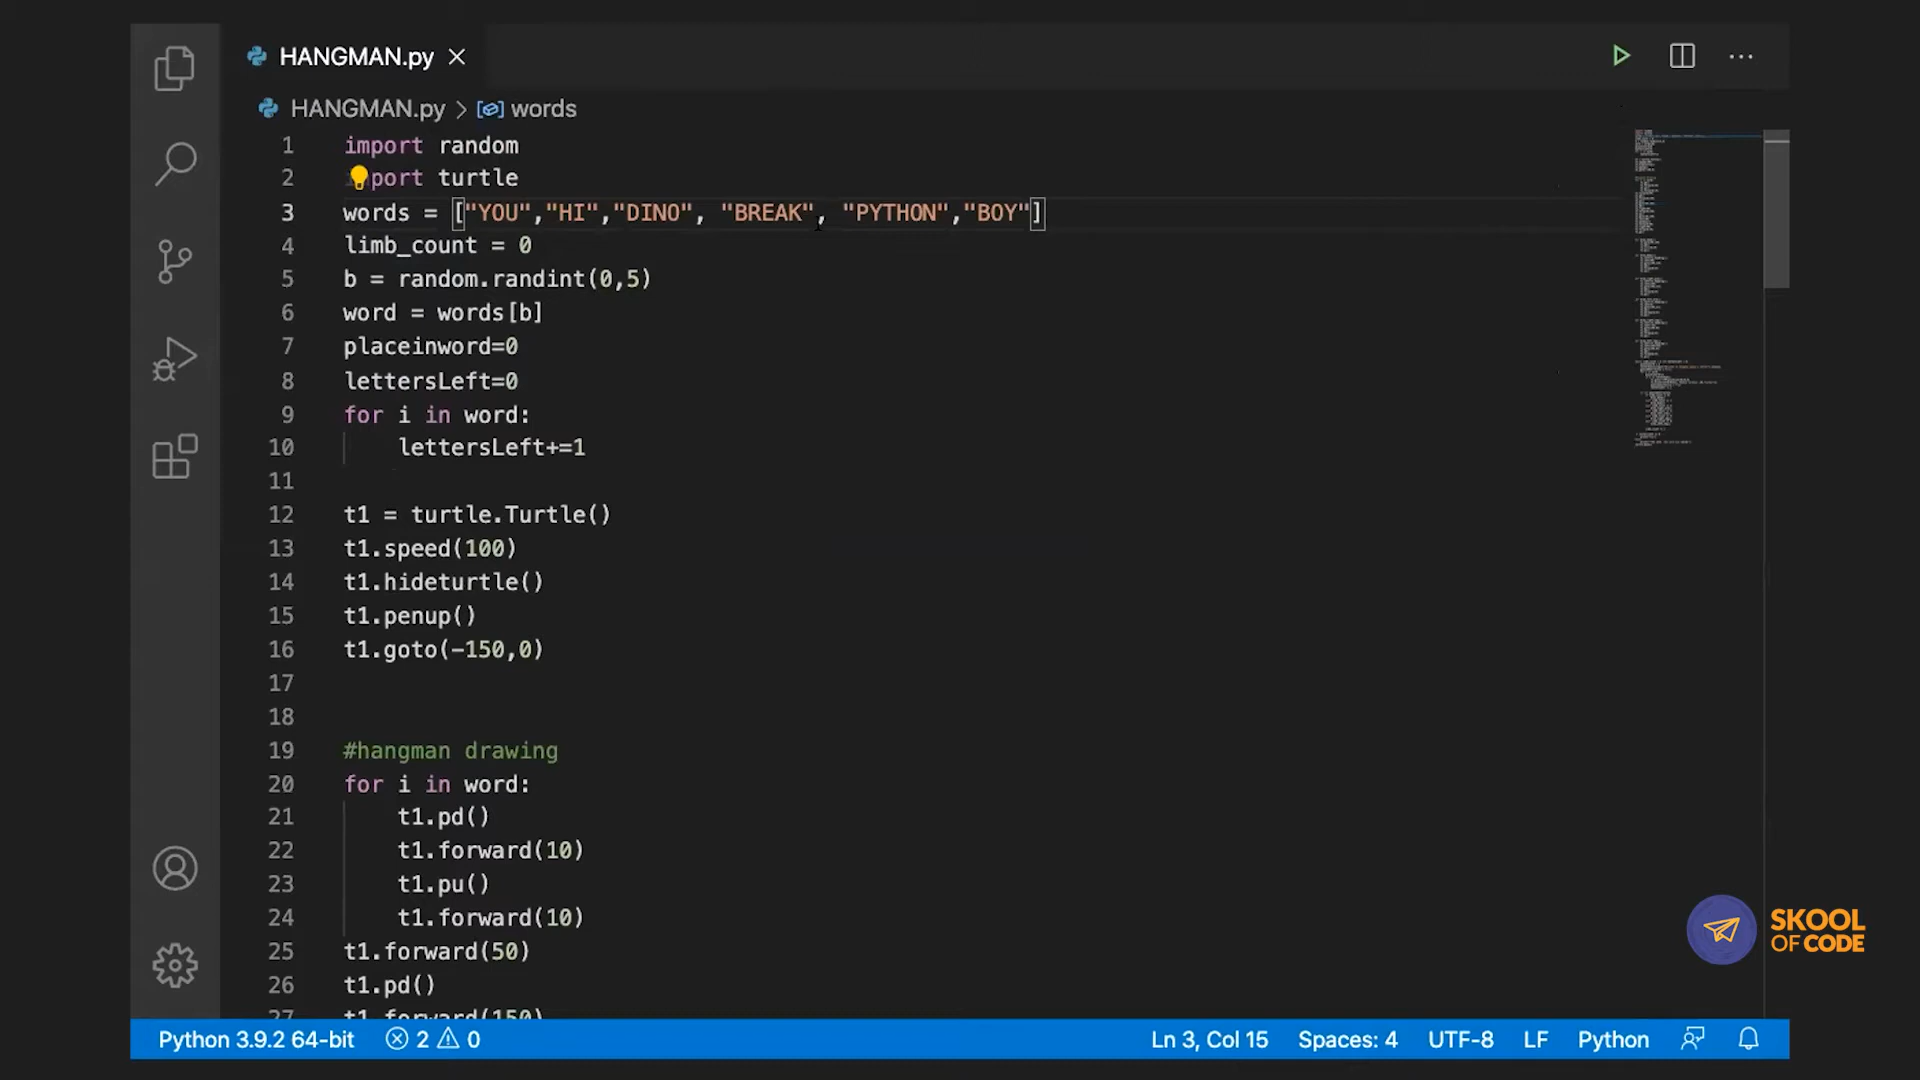 HANGMAN.py
HANGMAN.py > words
1 import random
2 import turtle
3 words = ["YOU","HI","DINO", "BREAK", "PYTHON","BOY"]
4 limb_count = 0
5 b = random.randint(0,5)
6 word = words[b]
7 placeinword=0
8 lettersLeft=0
9 for i in word:
10 lettersLeft+=1
11
12 t1 = turtle.Turtle()
13 t1.speed(100)
14 t1.hideturtle()
15 t1.penup()
16 t1.goto(-150,0)
17
18
19 #hangman drawing
20 for i in word:
21 t1.pd()
22 t1.forward(10)
23 t1.pu()
24 t1.forward(10)
25 t1.forward(50)
26 t1.pd()
27 t1.forward(150)
SKOOL
OF CODE
Python 3.9.2 64-bit 2 0 Ln 3, Col 15 Spaces: 4 UTF-8 LF Python